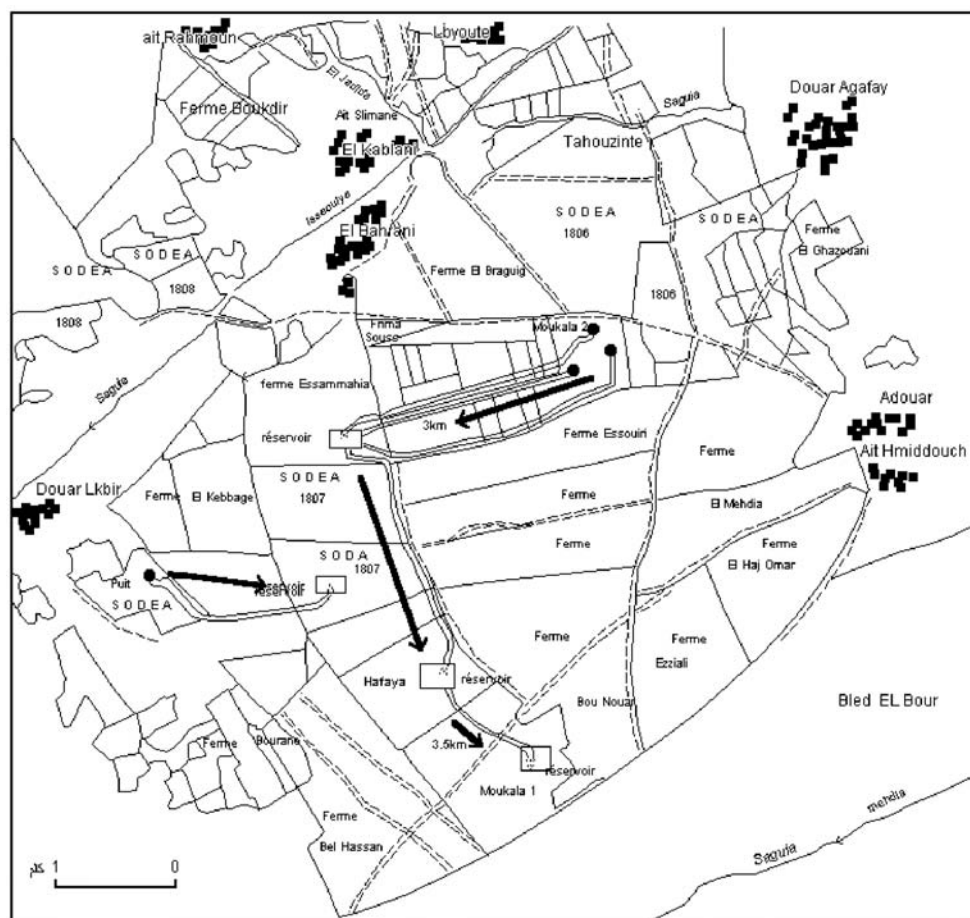 ait Rahmoun
Lbyoute
El Jadida
Ferme Boukdir
Ait Slimane
El Kablani
Saguia
Tahouzinte
Douar Agafay
Issoufye
El Bahrani
SODEA
1806
SODEA
Ferme
El Ghazouani
SODEA
SODEA
1808
Ferme El Braguig
1806
1808
Souss
Moukala 2
Saguie
ferme Essammahia
3km
réservoir
Ferme Essouiri
Ferme
Adouar
Ait Hmiddouch
Douar Lkbir
Ferme
El Kebbage
SODEA
1807
Ferme
El Mehdia
SODA
1807
Ferme
Ferme
El Haj Omar
Puit
SODEA
réservoir
Ferme
Ferme
Ezziali
Hafaya
réservoir
Bou Nouar
Bled EL Bour
Ferme
Bourane
3.5km
réservoir
Moukala 1
Ferme
Bel Hassan
mehdia
Saguia
1
0